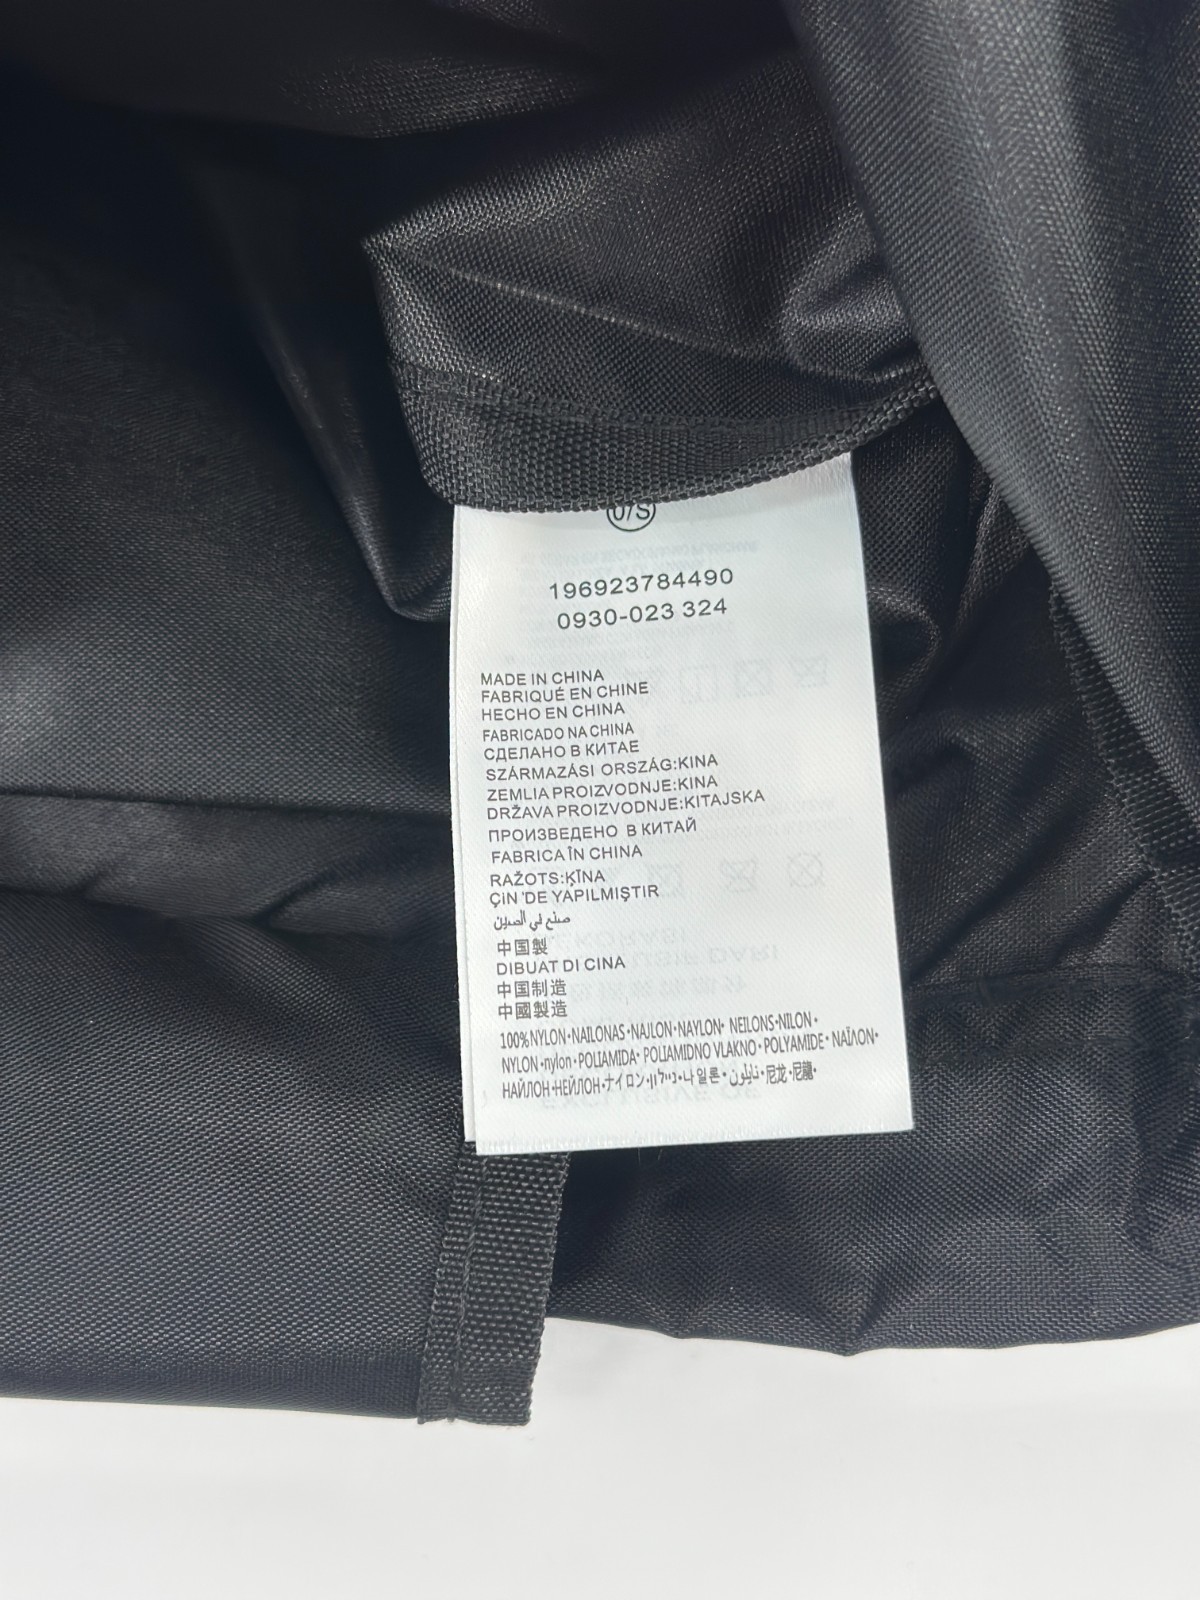 O/S
196923784490
0930-023 324
MADE IN CHINA
FABRIQUÉ EN CHINE
HECHO EN CHINA
FABRICADO NA CHINA
СДЕЛАНО В КИТАЕ
SZÁRMAZÁSI ORSZÁG:KINA
ZEMLIA PROIZVODNJE:KINA
DRŽAVA PROIZVODNJE:KITAJSKA
ПРОИЗВЕДЕНО В КИТАЙ
FABRICA ÎN CHINA
RAŽOTS:ĶĪNA
ÇIN 'DE YAPILMIŞTIR
صنع في الصين
中国製
DIBUAT DI CINA
中国制造
中國製造
100% NYLON·NAILONAS·NAJLON·NAYLON· NEILONS·NILON·
NYLON·nylon·POLIAMIDA· POLIAMIDNO VLAKNO·POLYAMIDE· NAÏΛON·
НАЙЛОН·НЕЙЛОН·ナイロン·ניילון·나일론·نايلون·尼龙·尼龍·